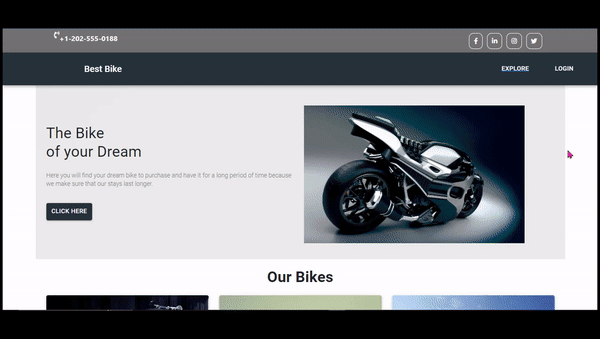 +1-202-555-0188
Best Bike
EXPLORE
LOGIN
The Bike
of your Dream
Here you will find your dream bike to purchase and have it for a long period of time because
we make sure that our stays last longer.
CLICK HERE
Our Bikes